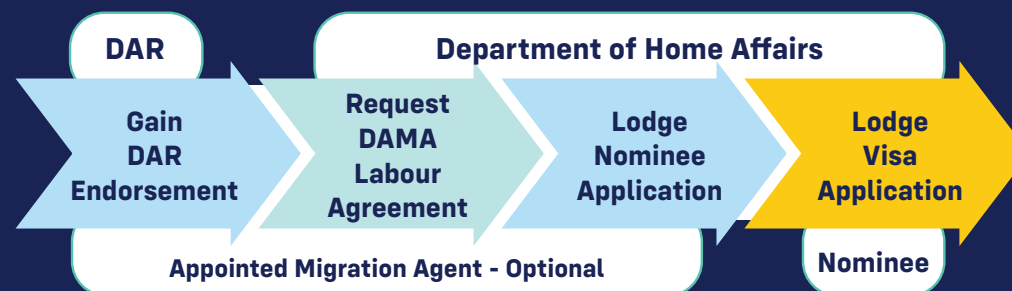 DAR
Department of Home Affairs
Gain
DAR
Endorsement
Request
DAMA
Labour
Agreement
Lodge
Nominee
Application
Lodge
Visa
Application
Appointed Migration Agent - Optional
Nominee